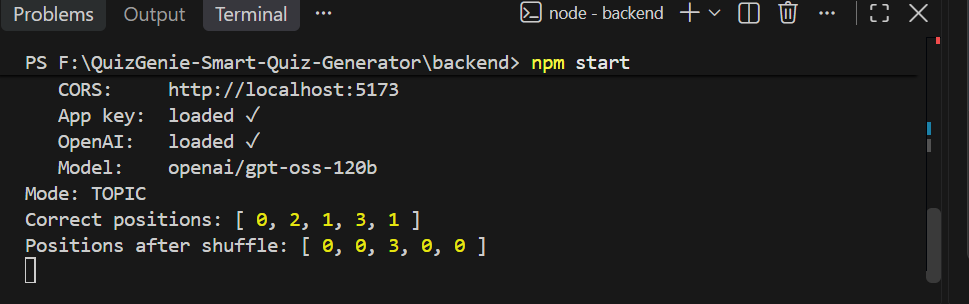 Problems Output Terminal ··· node - backend ···
PS F:\QuizGenie-Smart-Quiz-Generator\backend> npm start
CORS: http://localhost:5173
App key: loaded ✓
OpenAI: loaded ✓
Model: openai/gpt-oss-120b
Mode: TOPIC
Correct positions: [ 0, 2, 1, 3, 1 ]
Positions after shuffle: [ 0, 0, 3, 0, 0 ]